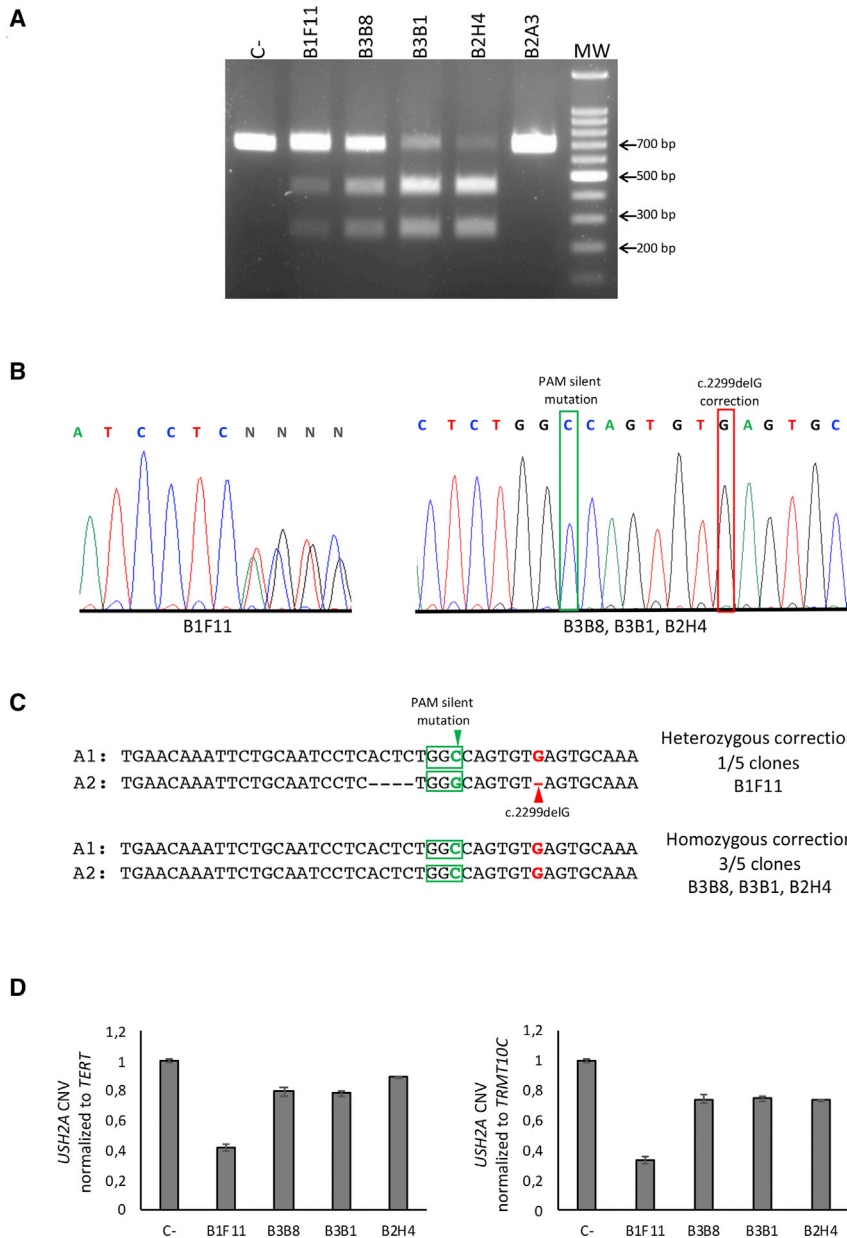 A
C-
B1F11
B3B8
B3B1
B2H4
B2A3
MW
700 bp
500 bp
300 bp
200 bp
B
PAM silent
mutation
c.2299delG
correction
A T C C T C N N N N
C T C T G G C C A G T G T G A G T G C
B1F11
B3B8, B3B1, B2H4
C
PAM silent
mutation
A1: TGAACAAATTCTGCAATCCTCACTCTGGCCAGTGTGAGTGCAAA
A2: TGAACAAATTCTGCAATCCTC----TGGGCAGTGT-AGTGCAAA
c.2299delG
Heterozygous correction
1/5 clones
B1F11
A1: TGAACAAATTCTGCAATCCTCACTCTGGCCAGTGTGAGTGCAAA
A2: TGAACAAATTCTGCAATCCTCACTCTGGCCAGTGTGAGTGCAAA
Homozygous correction
3/5 clones
B3B8, B3B1, B2H4
D
USH2A CNV
normalized to TERT
1,2
1
0,8
0,6
0,4
0,2
0
C- B1F11 B3B8 B3B1 B2H4
USH2A CNV
normalized to TRMT10C
1,2
1
0,8
0,6
0,4
0,2
0
C- B1F11 B3B8 B3B1 B2H4